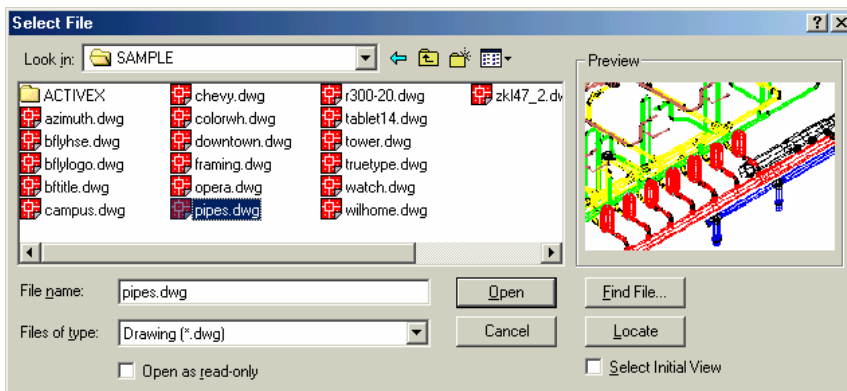 Select File
Look in: SAMPLE
Preview
ACTIVEX chevy.dwg r300-20.dwg zkl47_2.dw
azimuth.dwg colorwh.dwg tablet14.dwg
bflyhse.dwg downtown.dwg tower.dwg
bflylogo.dwg framing.dwg truetype.dwg
bftitle.dwg opera.dwg watch.dwg
campus.dwg pipes.dwg wilhome.dwg
File name: pipes.dwg Open Find File...
Files of type: Drawing (*.dwg) Cancel Locate
Open as read-only Select Initial View